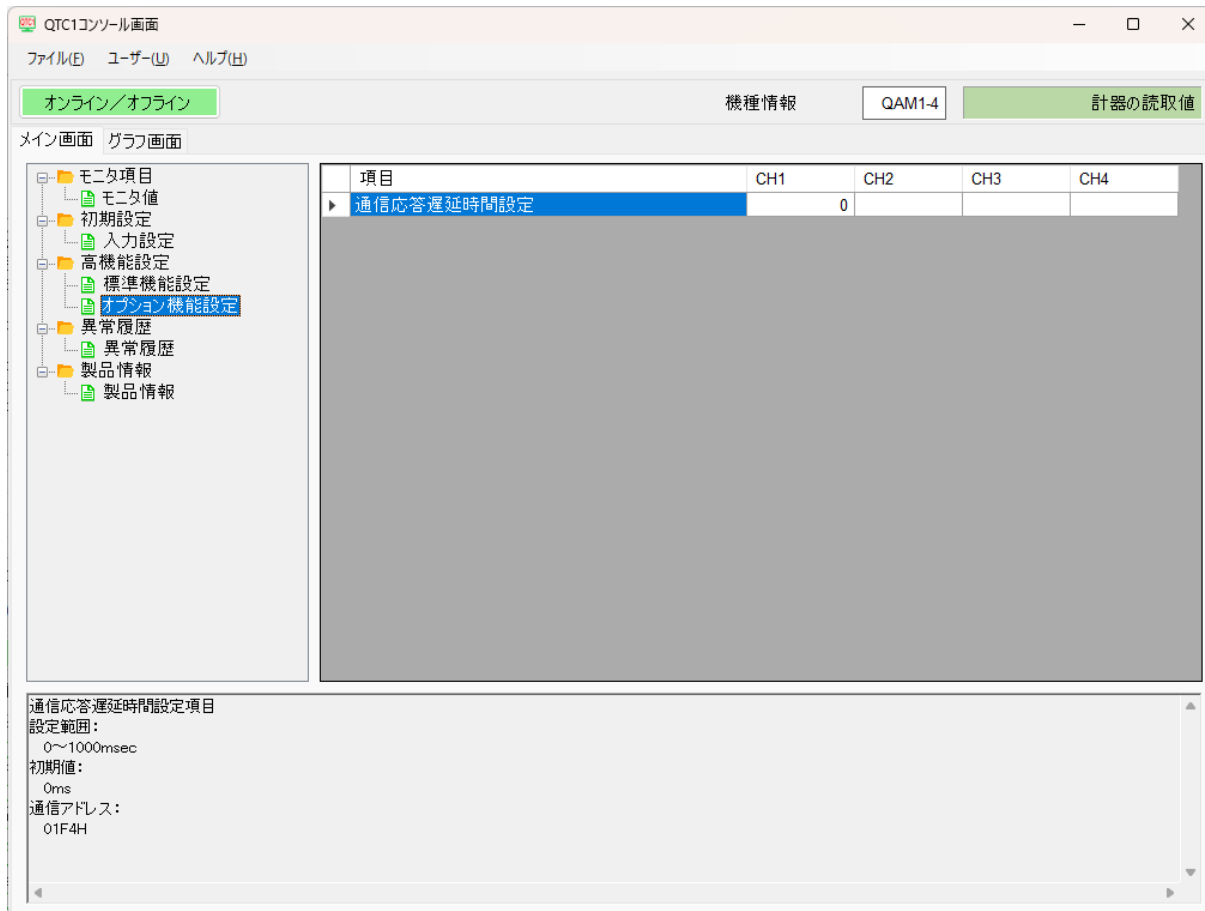 QTC1コンソール画面
ファイル(F) ユーザー(U) ヘルプ(H)
オンライン／オフライン 機種情報 QAM1-4 計器の読取値
メイン画面 グラフ画面
モニタ項目
モニタ値
初期設定
入力設定
高機能設定
標準機能設定
オプション機能設定
異常履歴
異常履歴
製品情報
製品情報
項目 CH1 CH2 CH3 CH4
通信応答遅延時間設定 0
通信応答遅延時間設定項目
設定範囲：
0～1000msec
初期値：
0ms
通信アドレス：
01F4H